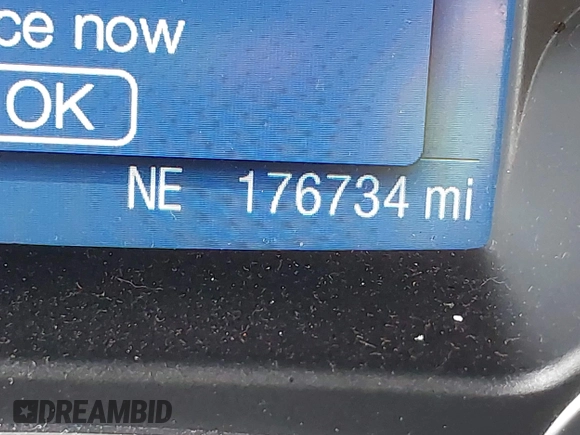 ce now
OK
NE 176734 mi
DREAMBID